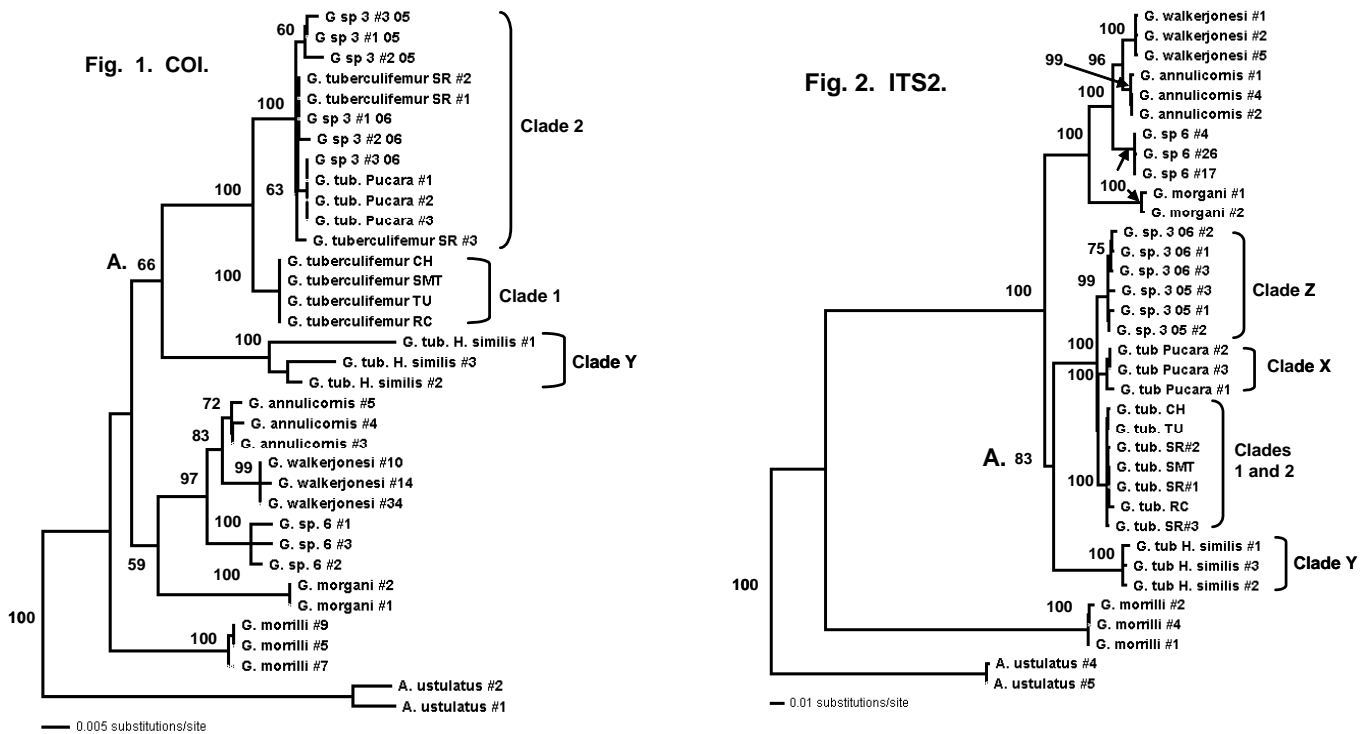 Fig. 1. COI.
60
G sp 3 #3 05
G sp 3 #1 05
G sp 3 #2 05
G. tuberculifemur SR #2
G. tuberculifemur SR #1
100
G sp 3 #1 06
G sp 3 #2 06
Clade 2
G sp 3 #3 06
100
63
G. tub. Pucara #1
G. tub. Pucara #2
G. tub. Pucara #3
G. tuberculifemur SR #3
A. 66
100
G. tuberculifemur CH
G. tuberculifemur SMT
G. tuberculifemur TU
G. tuberculifemur RC
Clade 1
100
G. tub. H. similis #1
G. tub. H. similis #3
G. tub. H. similis #2
Clade Y
72
G. annulicornis #5
G. annulicornis #4
G. annulicornis #3
83
99
G. walkerjonesi #10
G. walkerjonesi #14
G. walkerjonesi #34
97
100
G. sp. 6 #1
G. sp. 6 #3
G. sp. 6 #2
59
100
G. morgani #2
G. morgani #1
100
100
G. morrilli #9
G. morrilli #5
G. morrilli #7
A. ustulatus #2
A. ustulatus #1
0.005 substitutions/site
Fig. 2. ITS2.
100
G. walkerjonesi #1
G. walkerjonesi #2
G. walkerjonesi #5
99
96
G. annulicornis #1
G. annulicornis #4
G. annulicornis #2
100
100
G. sp 6 #4
G. sp 6 #26
G. sp 6 #17
100
G. morgani #1
G. morgani #2
75
G. sp. 3 06 #2
G. sp. 3 06 #1
G. sp. 3 06 #3
99
G. sp. 3 05 #3
G. sp. 3 05 #1
G. sp. 3 05 #2
Clade Z
100
100
100
G. tub Pucara #2
G. tub Pucara #3
G. tub Pucara #1
Clade X
G. tub. CH
G. tub. TU
G. tub. SR#2
G. tub. SMT
G. tub. SR#1
G. tub. RC
G. tub. SR#3
Clades
1 and 2
A. 83
100
100
G. tub H. similis #1
G. tub H. similis #3
G. tub H. similis #2
Clade Y
100
100
G. morrilli #2
G. morrilli #4
G. morrilli #1
A. ustulatus #4
A. ustulatus #5
0.01 substitutions/site